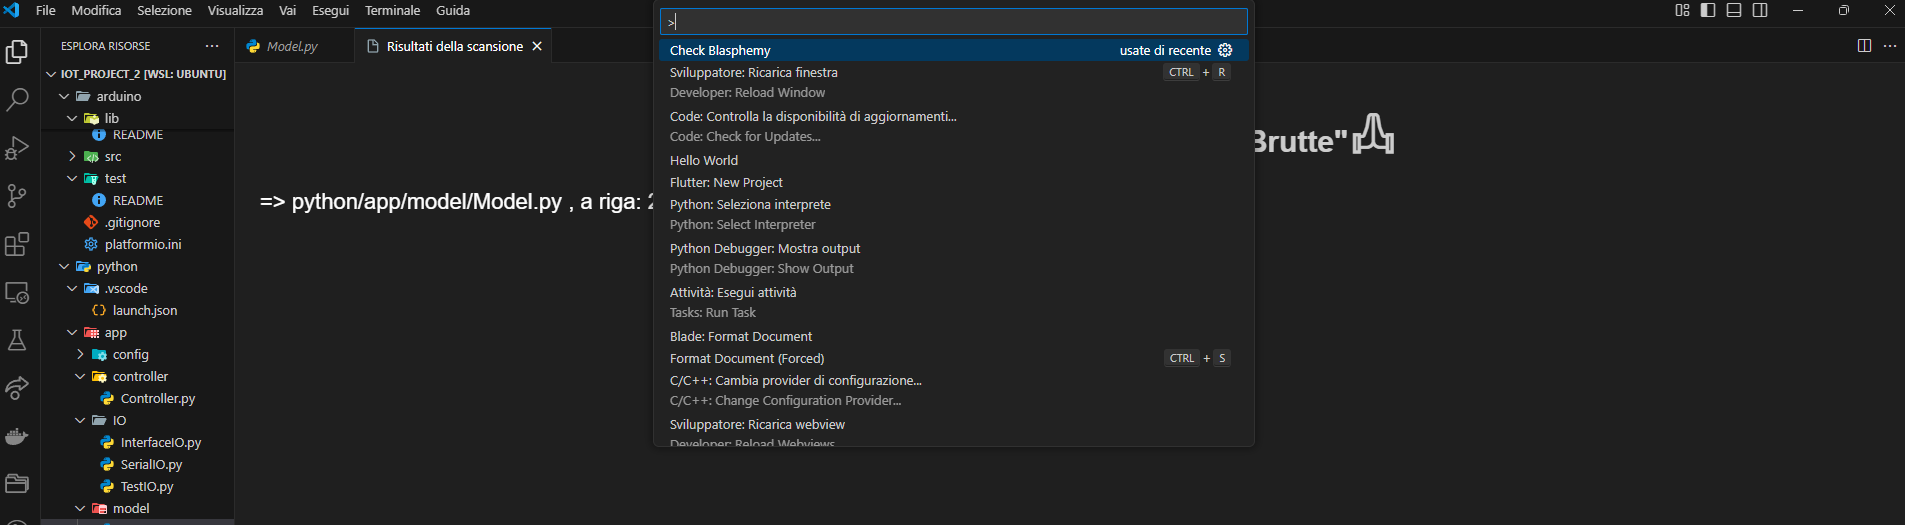 File Modifica Selezione Visualizza Vai Esegui Terminale Guida
ESPLORA RISORSE
IOT_PROJECT_2 [WSL: UBUNTU]
arduino
lib
README
src
test
README
.gitignore
platformio.ini
python
.vscode
launch.json
app
config
controller
Controller.py
IO
InterfaceIO.py
SerialIO.py
TestIO.py
model
Model.py
Risultati della scansione
Brutte"
=> python/app/model/Model.py , a riga: 2
>
Check Blasphemy usate di recente
Sviluppatore: Ricarica finestra CTRL + R
Developer: Reload Window
Code: Controlla la disponibilità di aggiornamenti...
Code: Check for Updates...
Hello World
Flutter: New Project
Python: Seleziona interprete
Python: Select Interpreter
Python Debugger: Mostra output
Python Debugger: Show Output
Attività: Esegui attività
Tasks: Run Task
Blade: Format Document
Format Document (Forced) CTRL + S
C/C++: Cambia provider di configurazione...
C/C++: Change Configuration Provider...
Sviluppatore: Ricarica webview
Developer: Reload Webviews